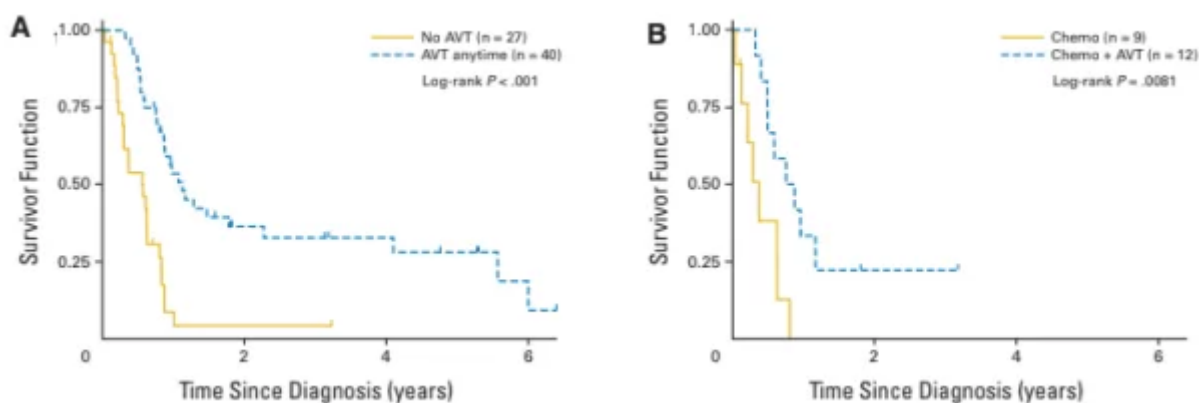 A
No AVT (n = 27)
AVT anytime (n = 40)
Log-rank P < .001
1.00
0.75
0.50
0.25
0
2
4
6
Survivor Function
Time Since Diagnosis (years)
B
Chemo (n = 9)
Chemo + AVT (n = 12)
Log-rank P = .0081
1.00
0.75
0.50
0.25
0
2
4
6
Survivor Function
Time Since Diagnosis (years)